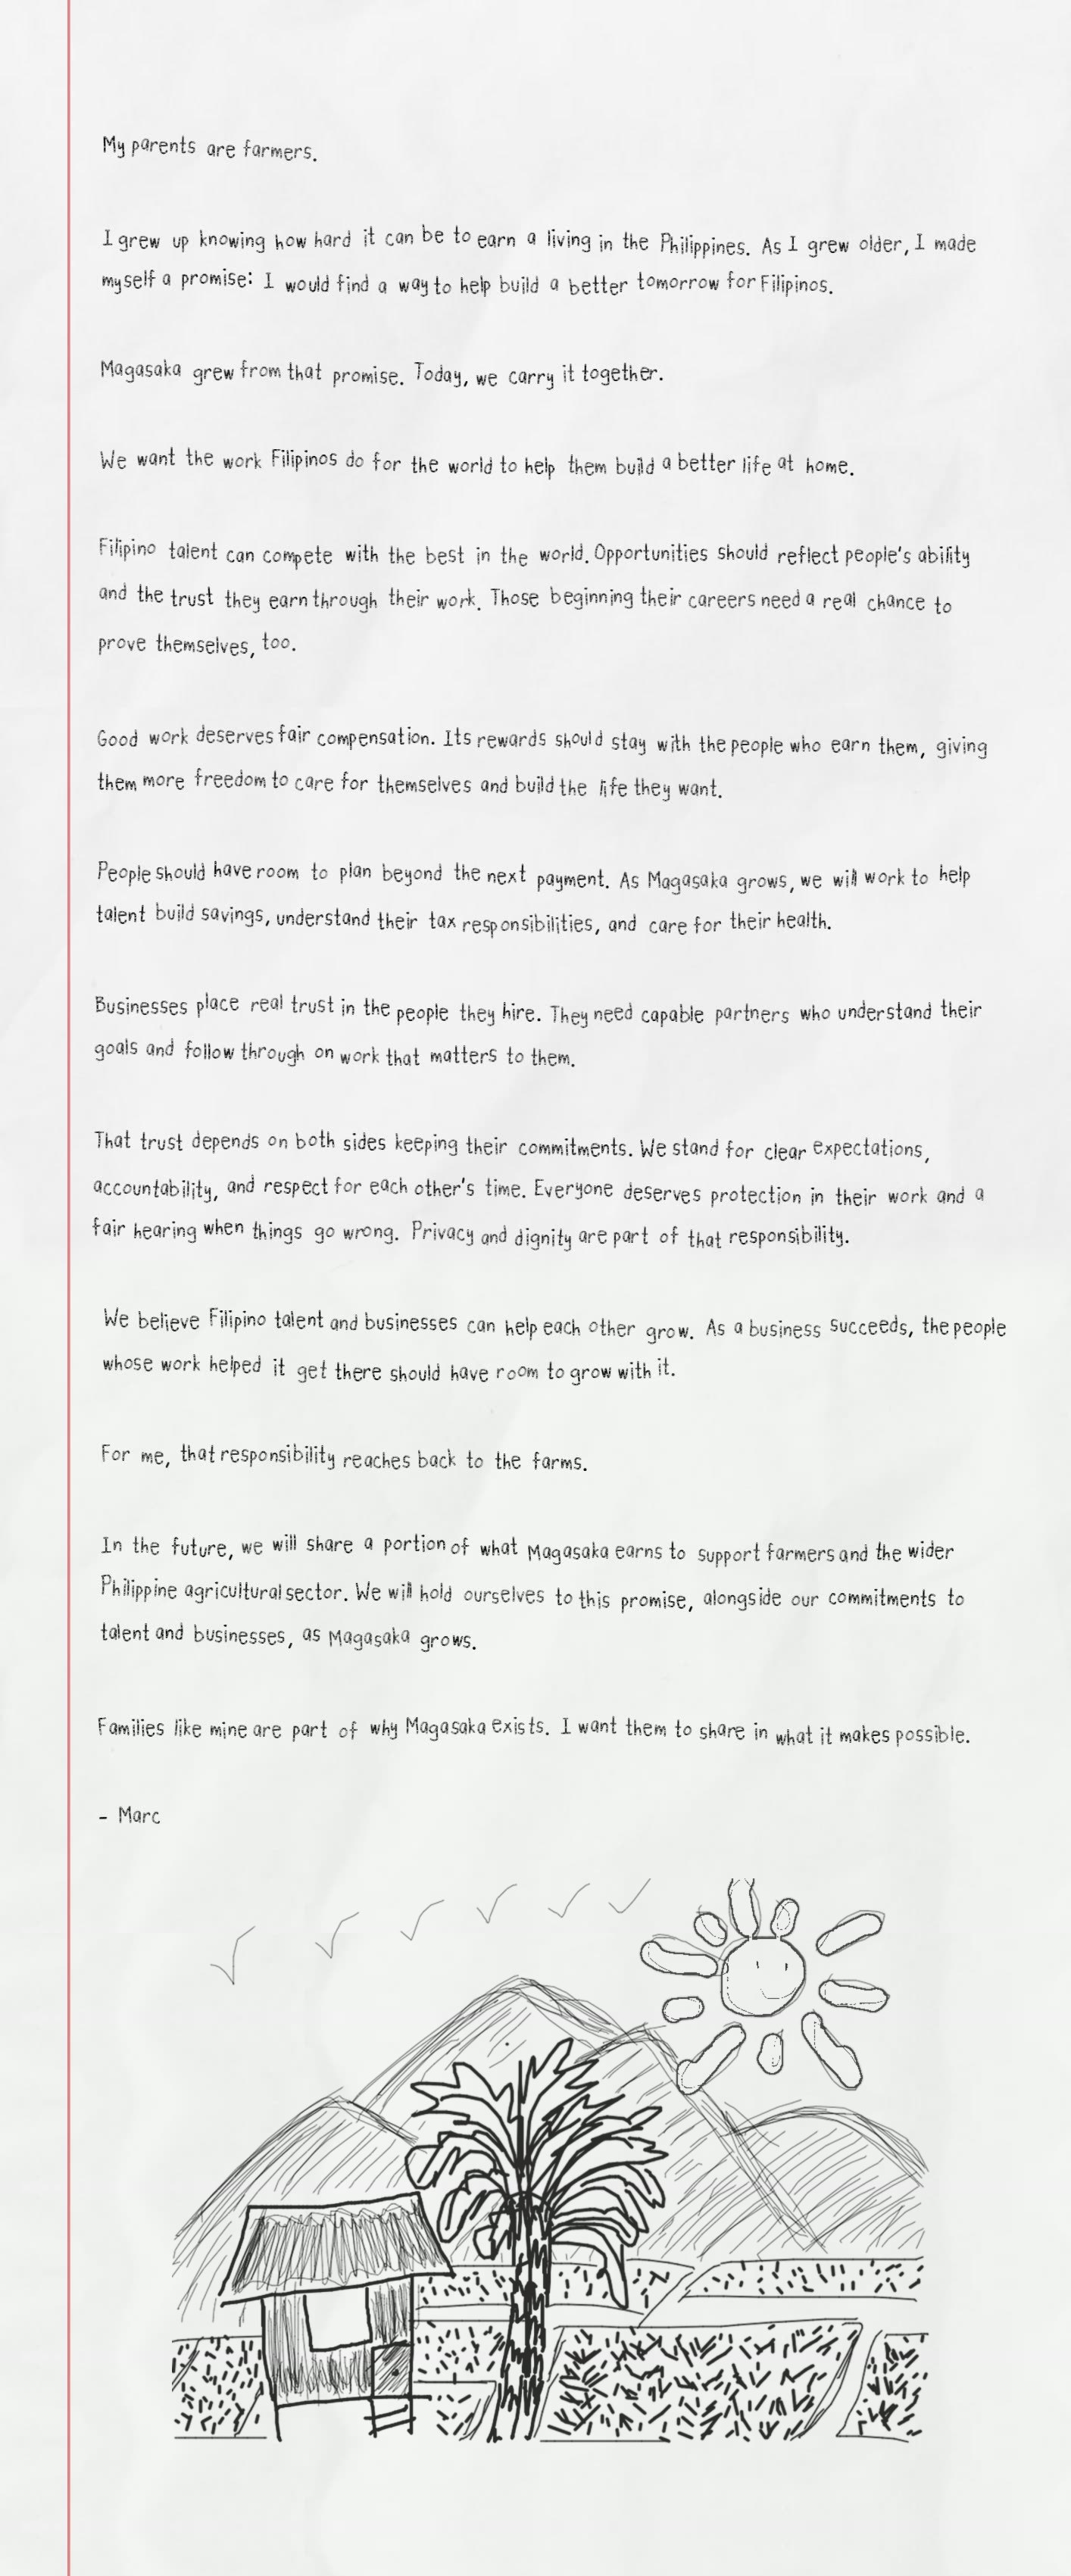 My parents are farmers.
I grew up knowing how hard it can be to earn a living in the Philippines. As I grew older, I made
myself a promise: I would find a way to help build a better tomorrow for Filipinos.
Magasaka grew from that promise. Today, we carry it together.
We want the work Filipinos do for the world to help them build a better life at home.
Filipino talent can compete with the best in the world. Opportunities should reflect people's ability
and the trust they earn through their work. Those beginning their careers need a real chance to
prove themselves, too.
Good work deserves fair compensation. Its rewards should stay with the people who earn them, giving
them more freedom to care for themselves and build the life they want.
People should have room to plan beyond the next payment. As Magasaka grows, we will work to help
talent build savings, understand their tax responsibilities, and care for their health.
Businesses place real trust in the people they hire. They need capable partners who understand their
goals and follow through on work that matters to them.
That trust depends on both sides keeping their commitments. We stand for clear expectations,
accountability, and respect for each other's time. Everyone deserves protection in their work and a
fair hearing when things go wrong. Privacy and dignity are part of that responsibility.
We believe Filipino talent and businesses can help each other grow. As a business succeeds, the people
whose work helped it get there should have room to grow with it.
For me, that responsibility reaches back to the farms.
In the future, we will share a portion of what Magasaka earns to support farmers and the wider
Philippine agricultural sector. We will hold ourselves to this promise, alongside our commitments to
talent and businesses, as Magasaka grows.
Families like mine are part of why Magasaka exists. I want them to share in what it makes possible.
- Marc